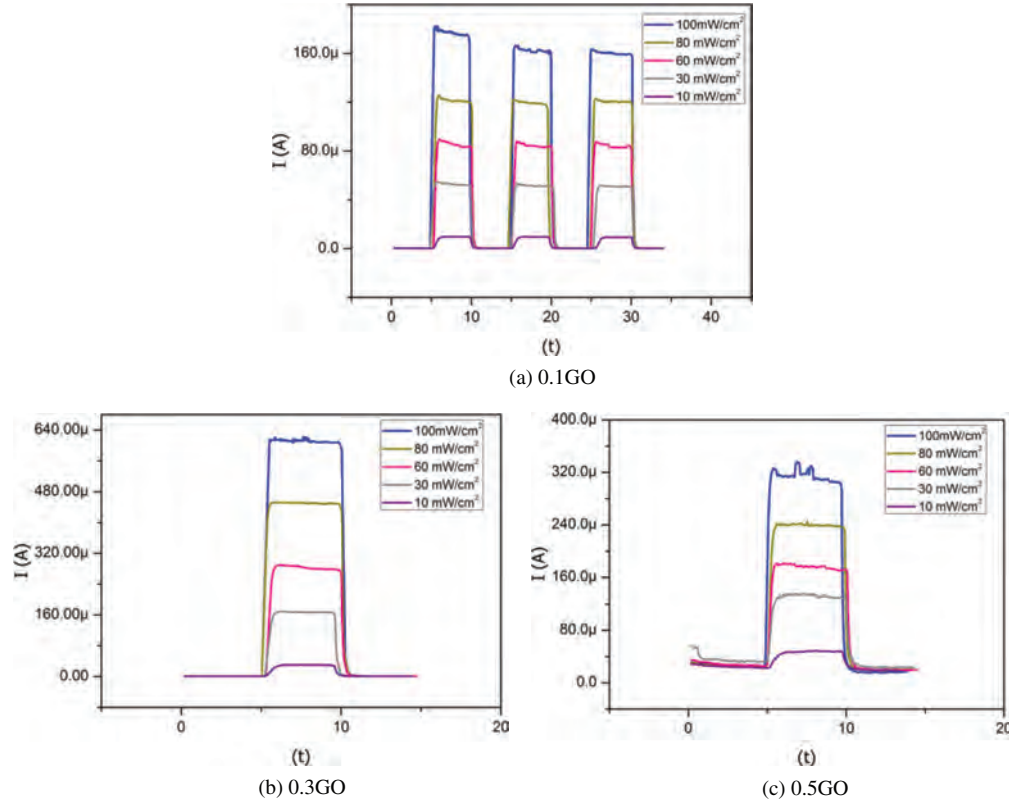 100mW/cm²
80 mW/cm²
60 mW/cm²
30 mW/cm²
10 mW/cm²
160.0μ
80.0μ
0.0
I (A)
0 10 20 30 40
(t)
(a) 0.1GO
640.00μ
480.00μ
320.00μ
160.00μ
0.00
I (A)
100mW/cm²
80 mW/cm²
60 mW/cm²
30 mW/cm²
10 mW/cm²
0 10 20
(t)
(b) 0.3GO
400.0μ
320.0μ
240.0μ
160.0μ
80.0μ
0.0
I (A)
100mW/cm²
80 mW/cm²
60 mW/cm²
30 mW/cm²
10 mW/cm²
0 10 20
(t)
(c) 0.5GO